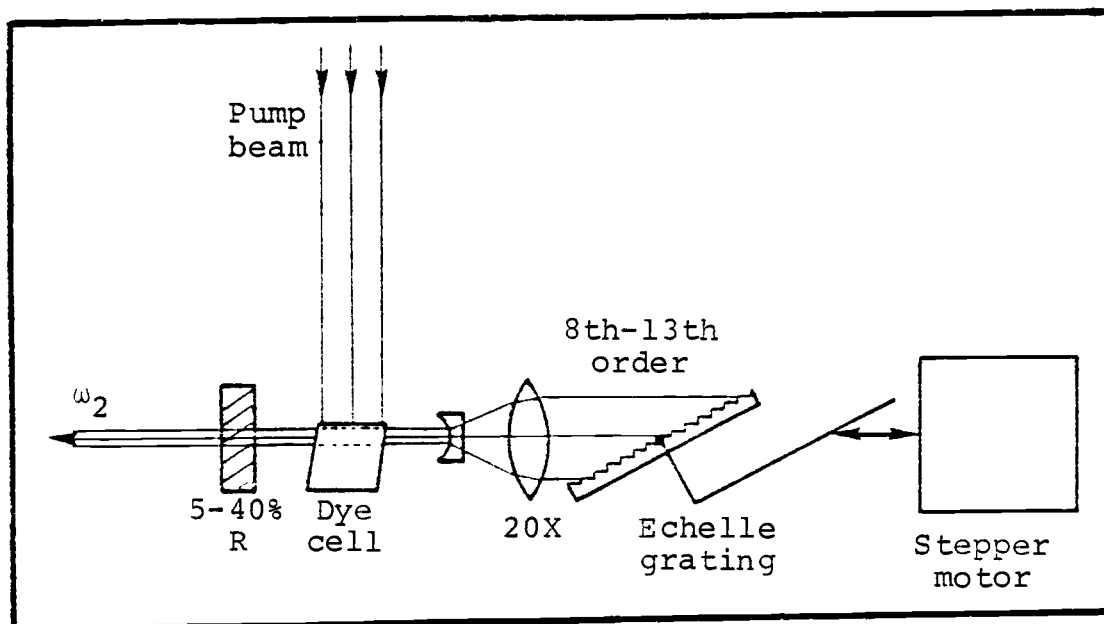 Pump
beam
8th-13th
order
ω2
5-40%
R
Dye
cell
20X
Echelle
grating
Stepper
motor